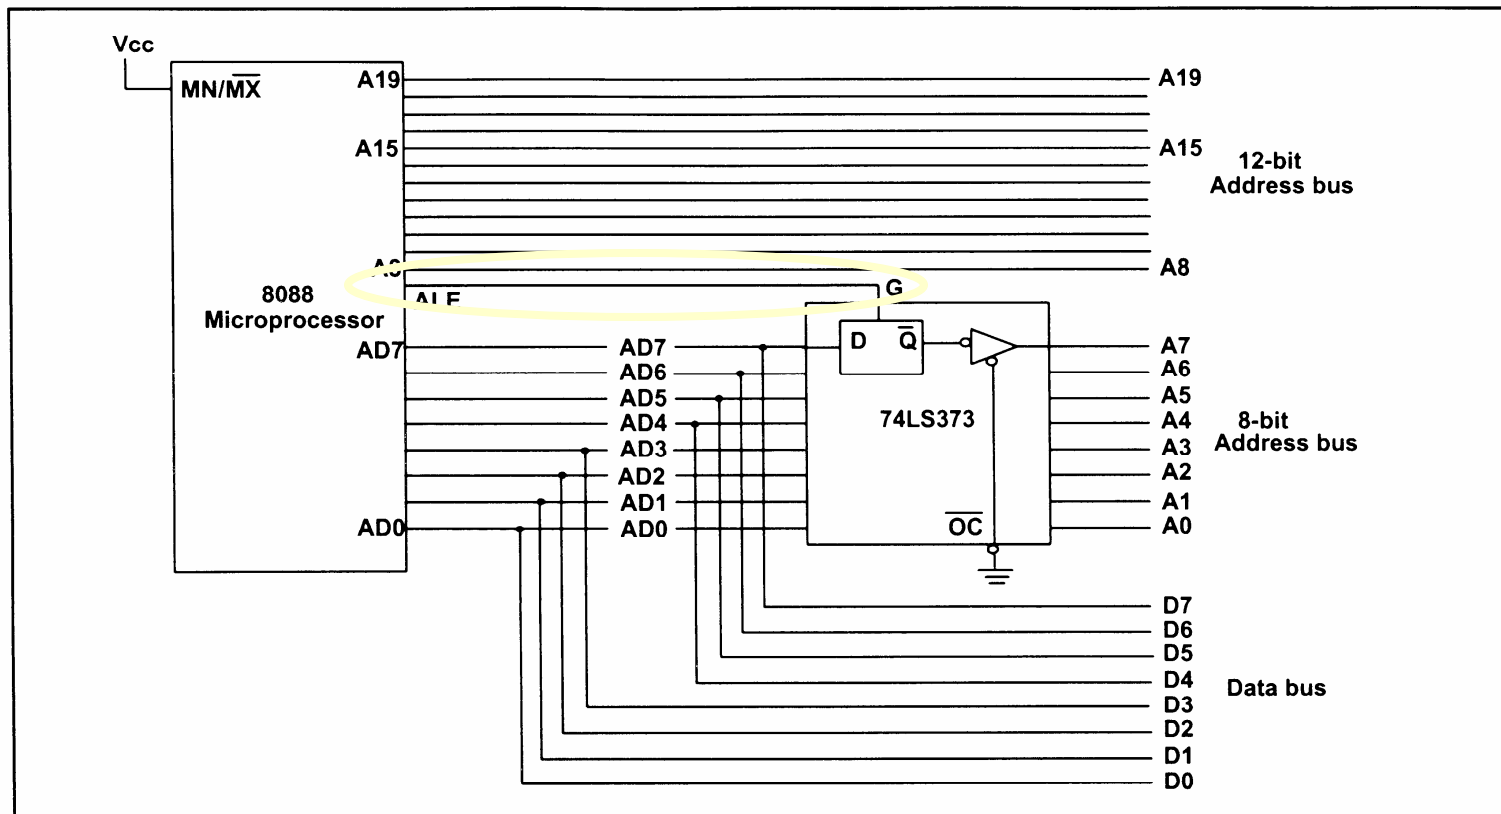 Vcc
MN/M̅X̅
A19
A19
A15
A15
12-bit
Address bus
A8
G
ALE
8088
Microprocessor
AD7
AD7
D
Q̅
A7
AD6
A6
AD5
A5
AD4
74LS373
A4
8-bit
Address bus
AD3
A3
AD2
A2
AD1
A1
AD0
AD0
O̅C̅
A0
D7
D6
D5
D4
Data bus
D3
D2
D1
D0